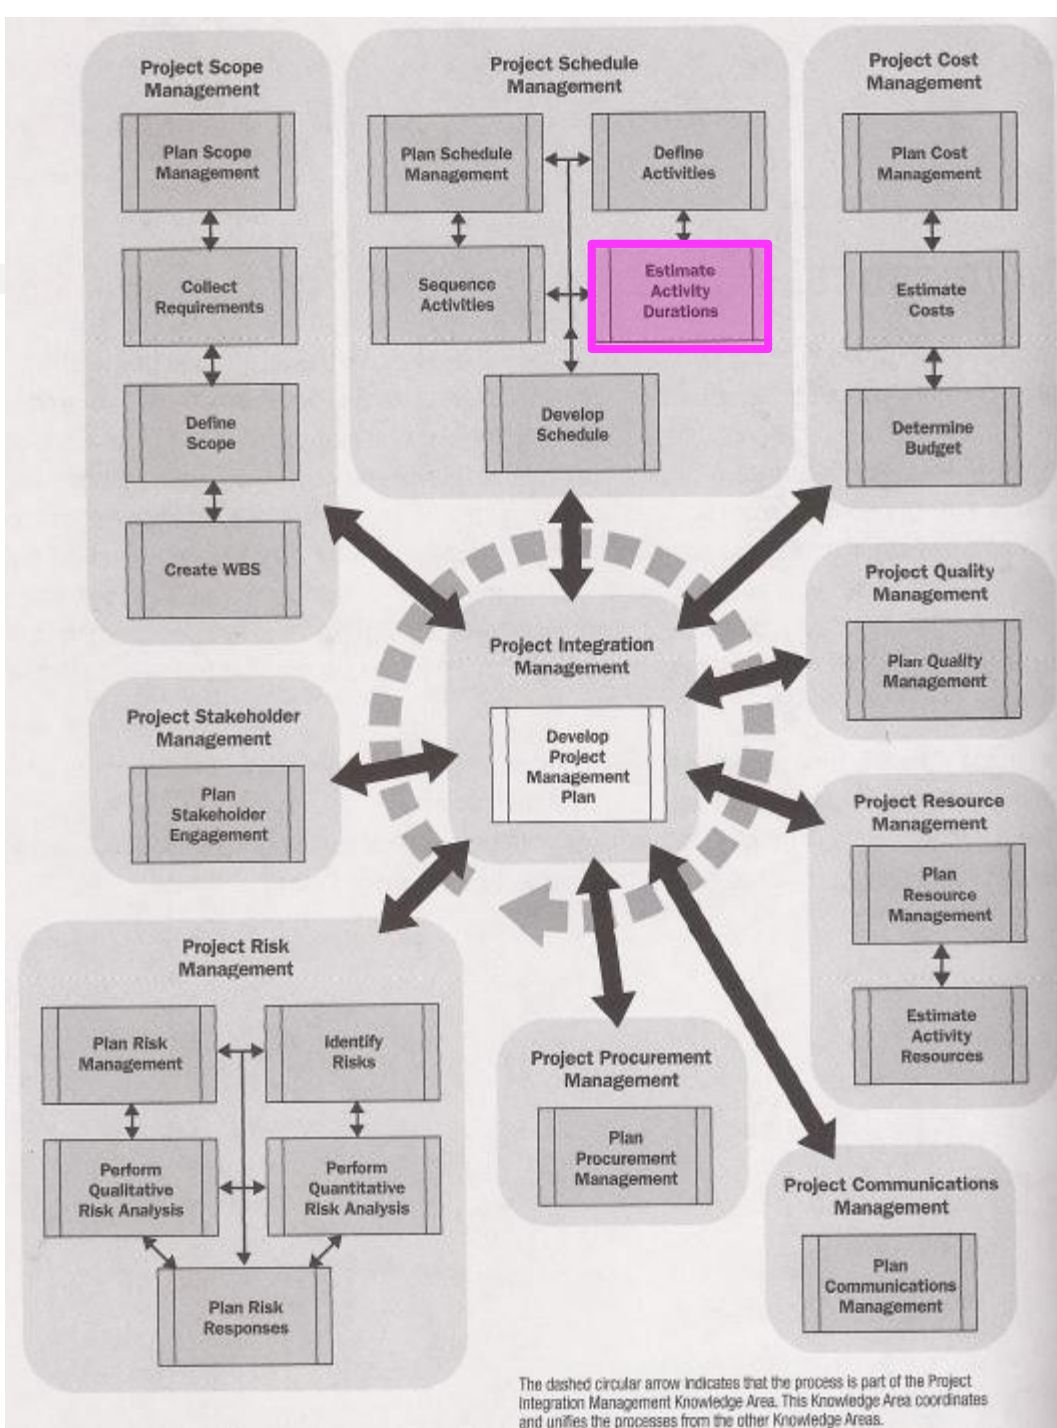 Project Scope
Management
Plan Scope
Management
Collect
Requirements
Define
Scope
Create WBS
Project Schedule
Management
Plan Schedule
Management
Define
Activities
Sequence
Activities
Estimate
Activity
Durations
Develop
Schedule
Project Cost
Management
Plan Cost
Management
Estimate
Costs
Determine
Budget
Project Quality
Management
Plan Quality
Management
Project Integration
Management
Develop
Project
Management
Plan
Project Stakeholder
Management
Plan
Stakeholder
Engagement
Project Resource
Management
Plan
Resource
Management
Estimate
Activity
Resources
Project Risk
Management
Plan Risk
Management
Identify
Risks
Perform
Qualitative
Risk Analysis
Perform
Quantitative
Risk Analysis
Plan Risk
Responses
Project Procurement
Management
Plan
Procurement
Management
Project Communications
Management
Plan
Communications
Management
The dashed circular arrow indicates that the process is part of the Project
Integration Management Knowledge Area. This Knowledge Area coordinates
and unifies the processes from the other Knowledge Areas.